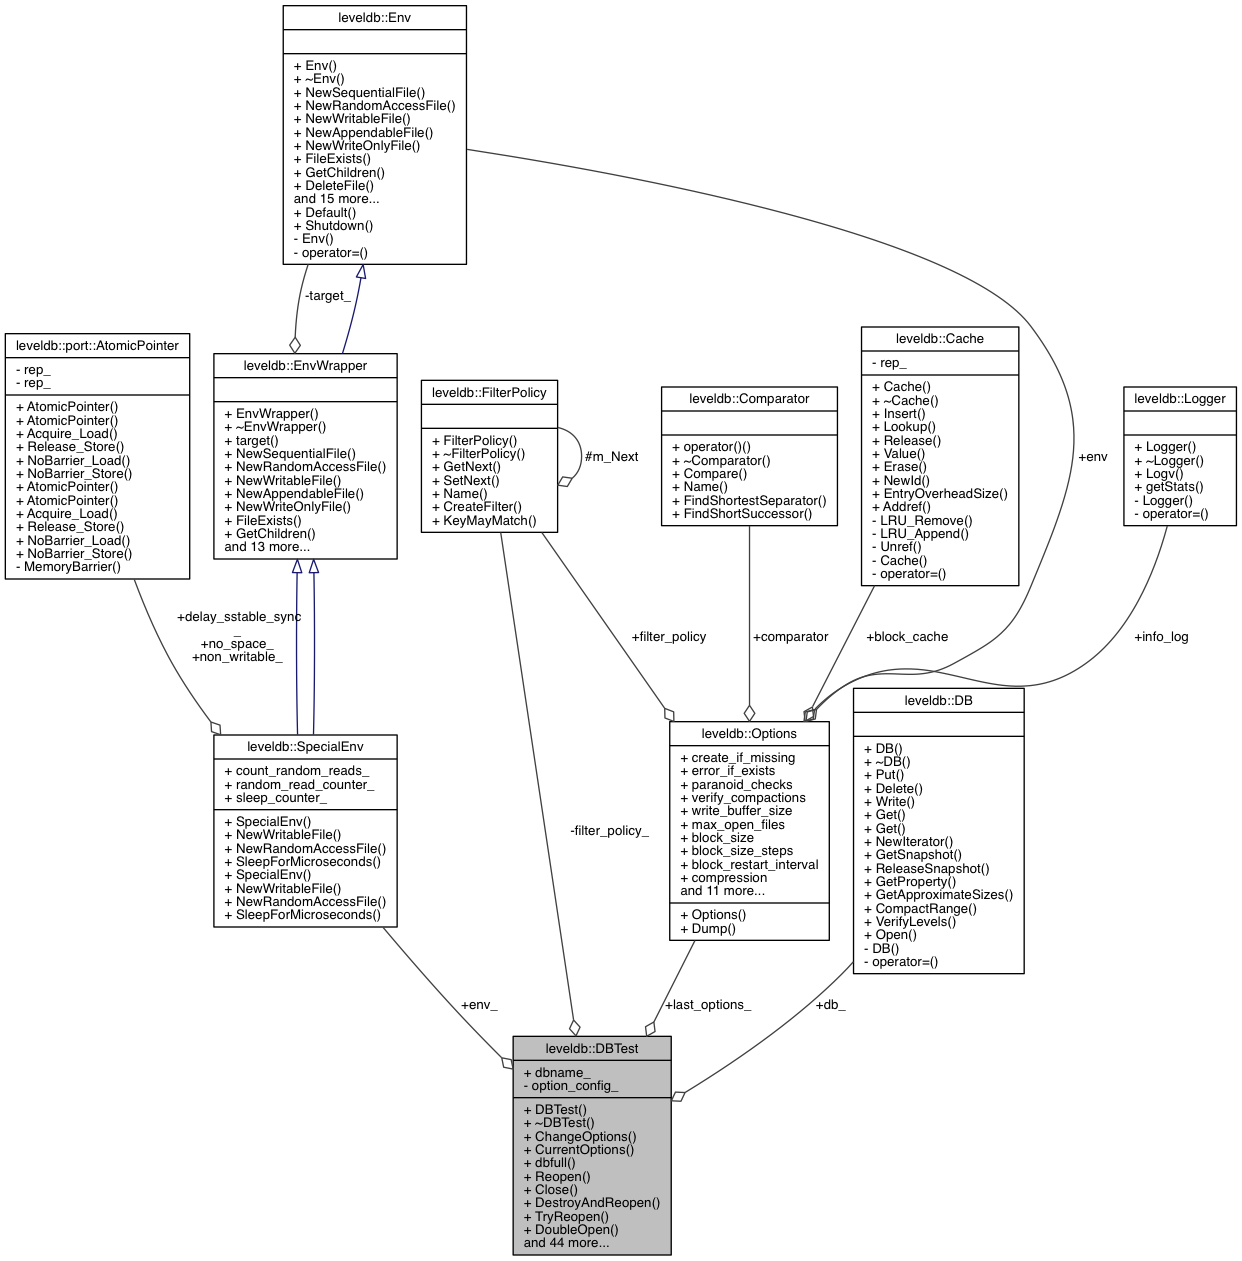 leveldb::Env
+ Env()
+ ~Env()
+ NewSequentialFile()
+ NewRandomAccessFile()
+ NewWritableFile()
+ NewAppendableFile()
+ NewWriteOnlyFile()
+ FileExists()
+ GetChildren()
+ DeleteFile()
and 15 more...
+ Default()
+ Shutdown()
- Env()
- operator=()
-target_
+env
leveldb::port::AtomicPointer
- rep_
- rep_
+ AtomicPointer()
+ AtomicPointer()
+ Acquire_Load()
+ Release_Store()
+ NoBarrier_Load()
+ NoBarrier_Store()
+ AtomicPointer()
+ AtomicPointer()
+ Acquire_Load()
+ Release_Store()
+ NoBarrier_Load()
+ NoBarrier_Store()
- MemoryBarrier()
leveldb::EnvWrapper
+ EnvWrapper()
+ ~EnvWrapper()
+ target()
+ NewSequentialFile()
+ NewRandomAccessFile()
+ NewWritableFile()
+ NewAppendableFile()
+ NewWriteOnlyFile()
+ FileExists()
+ GetChildren()
and 13 more...
leveldb::FilterPolicy
+ FilterPolicy()
+ ~FilterPolicy()
+ GetNext()
+ SetNext()
+ Name()
+ CreateFilter()
+ KeyMayMatch()
#m_Next
leveldb::Comparator
+ operator()()
+ ~Comparator()
+ Compare()
+ Name()
+ FindShortestSeparator()
+ FindShortSuccessor()
leveldb::Cache
- rep_
+ Cache()
+ ~Cache()
+ Insert()
+ Lookup()
+ Release()
+ Value()
+ Erase()
+ NewId()
+ EntryOverheadSize()
+ Addref()
- LRU_Remove()
- LRU_Append()
- Unref()
- Cache()
- operator=()
leveldb::Logger
+ Logger()
+ ~Logger()
+ Logv()
+ getStats()
- Logger()
- operator=()
+delay_sstable_sync
_
+no_space_
+non_writable_
+filter_policy
+comparator
+block_cache
+info_log
leveldb::SpecialEnv
+ count_random_reads_
+ random_read_counter_
+ sleep_counter_
+ SpecialEnv()
+ NewWritableFile()
+ NewRandomAccessFile()
+ SleepForMicroseconds()
+ SpecialEnv()
+ NewWritableFile()
+ NewRandomAccessFile()
+ SleepForMicroseconds()
-filter_policy_
leveldb::Options
+ create_if_missing
+ error_if_exists
+ paranoid_checks
+ verify_compactions
+ write_buffer_size
+ max_open_files
+ block_size
+ block_size_steps
+ block_restart_interval
+ compression
and 11 more...
+ Options()
+ Dump()
leveldb::DB
+ DB()
+ ~DB()
+ Put()
+ Delete()
+ Write()
+ Get()
+ Get()
+ NewIterator()
+ GetSnapshot()
+ ReleaseSnapshot()
+ GetProperty()
+ GetApproximateSizes()
+ CompactRange()
+ VerifyLevels()
+ Open()
- DB()
- operator=()
+env_
+last_options_
+db_
leveldb::DBTest
+ dbname_
- option_config_
+ DBTest()
+ ~DBTest()
+ ChangeOptions()
+ CurrentOptions()
+ dbfull()
+ Reopen()
+ Close()
+ DestroyAndReopen()
+ TryReopen()
+ DoubleOpen()
and 44 more...